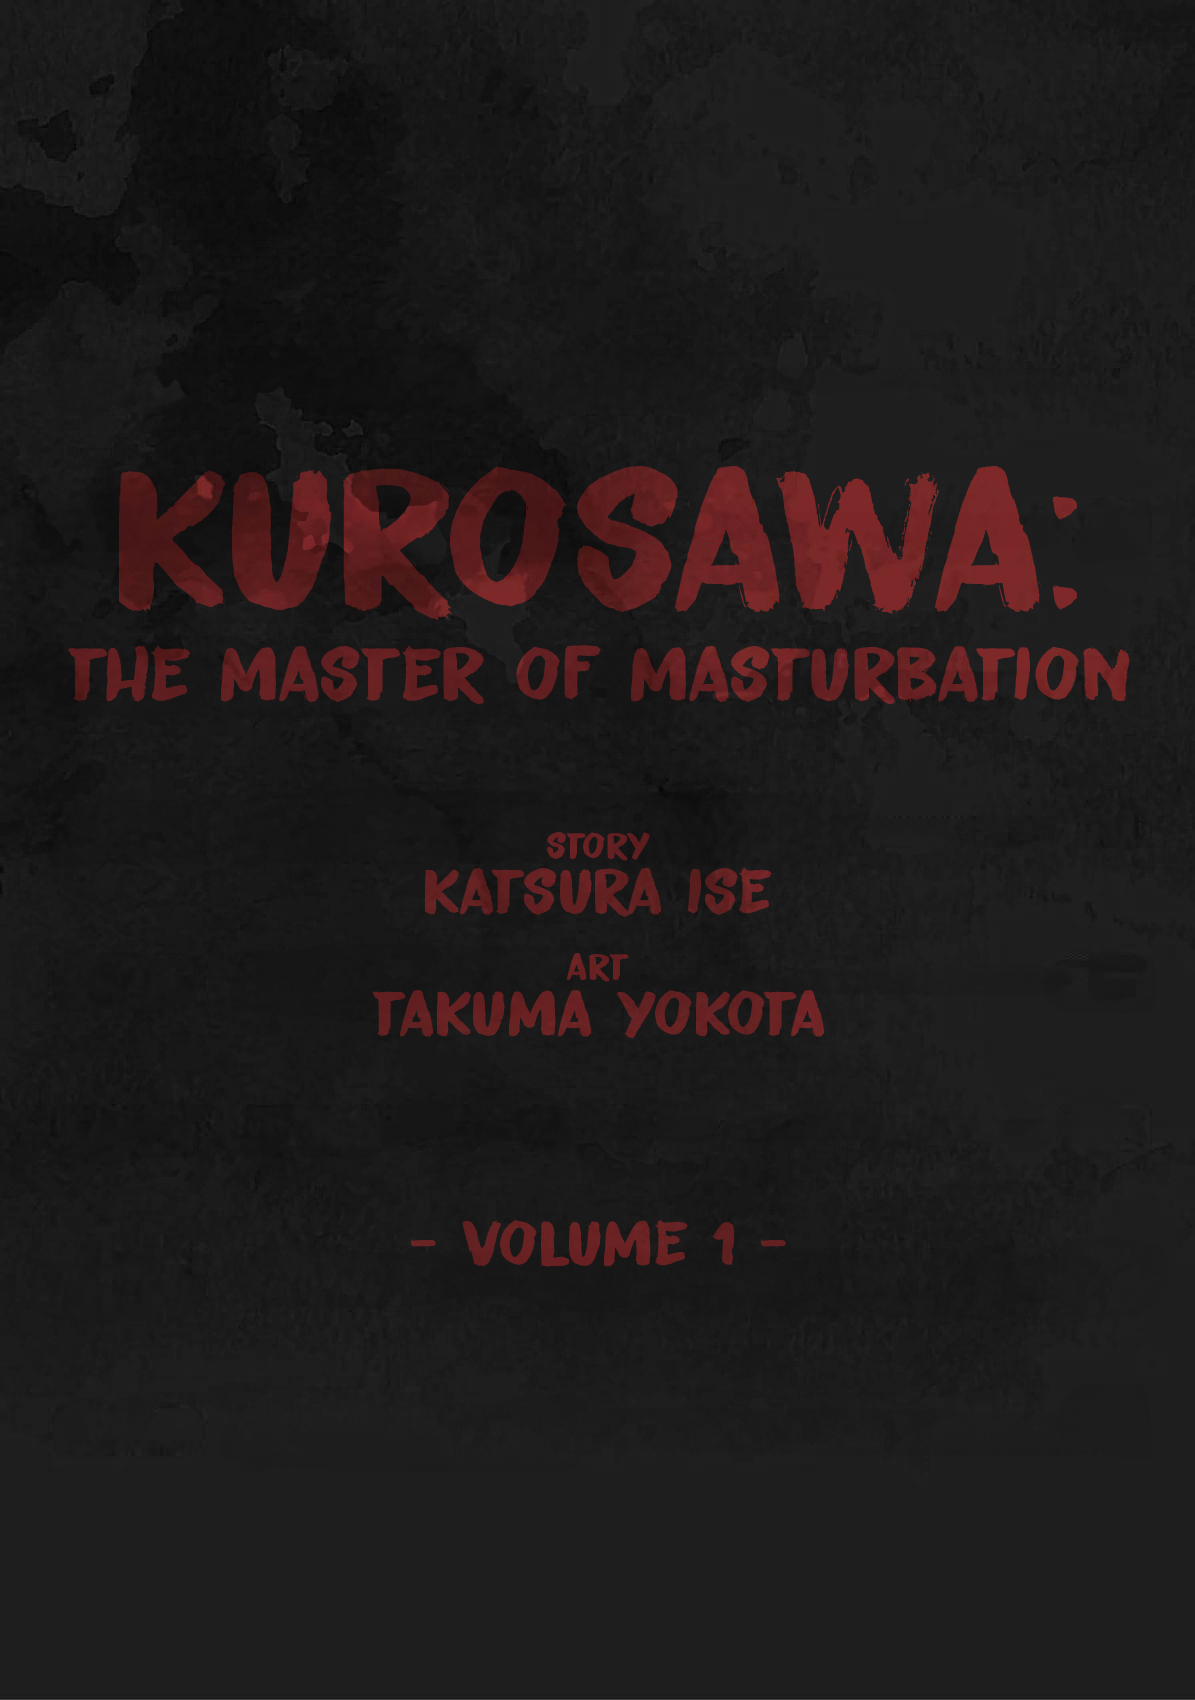 KUROSAWA:
THE MASTER OF MASTURBATION
STORY
KATSURA ISE
ART
TAKUMA YOKOTA
- VOLUME 1 -